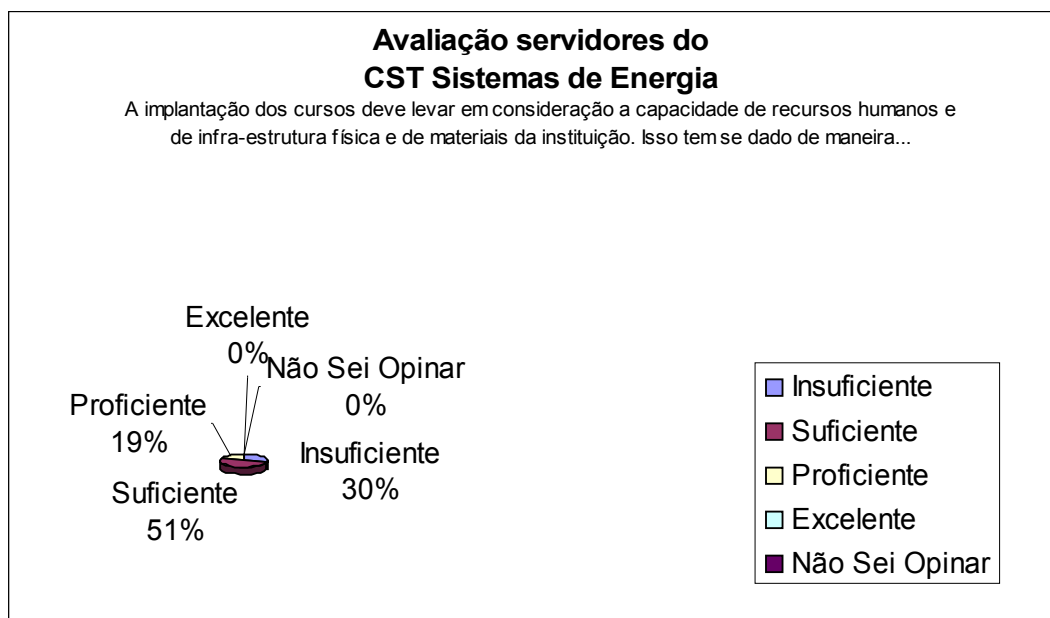 Avaliação servidores do
CST Sistemas de Energia
A implantação dos cursos deve levar em consideração a capacidade de recursos humanos e
de infra-estrutura física e de materiais da instituição. Isso tem se dado de maneira...
Excelente
0%
Não Sei Opinar
0%
Proficiente
19%
Insuficiente
30%
Suficiente
51%
Insuficiente
Suficiente
Proficiente
Excelente
Não Sei Opinar